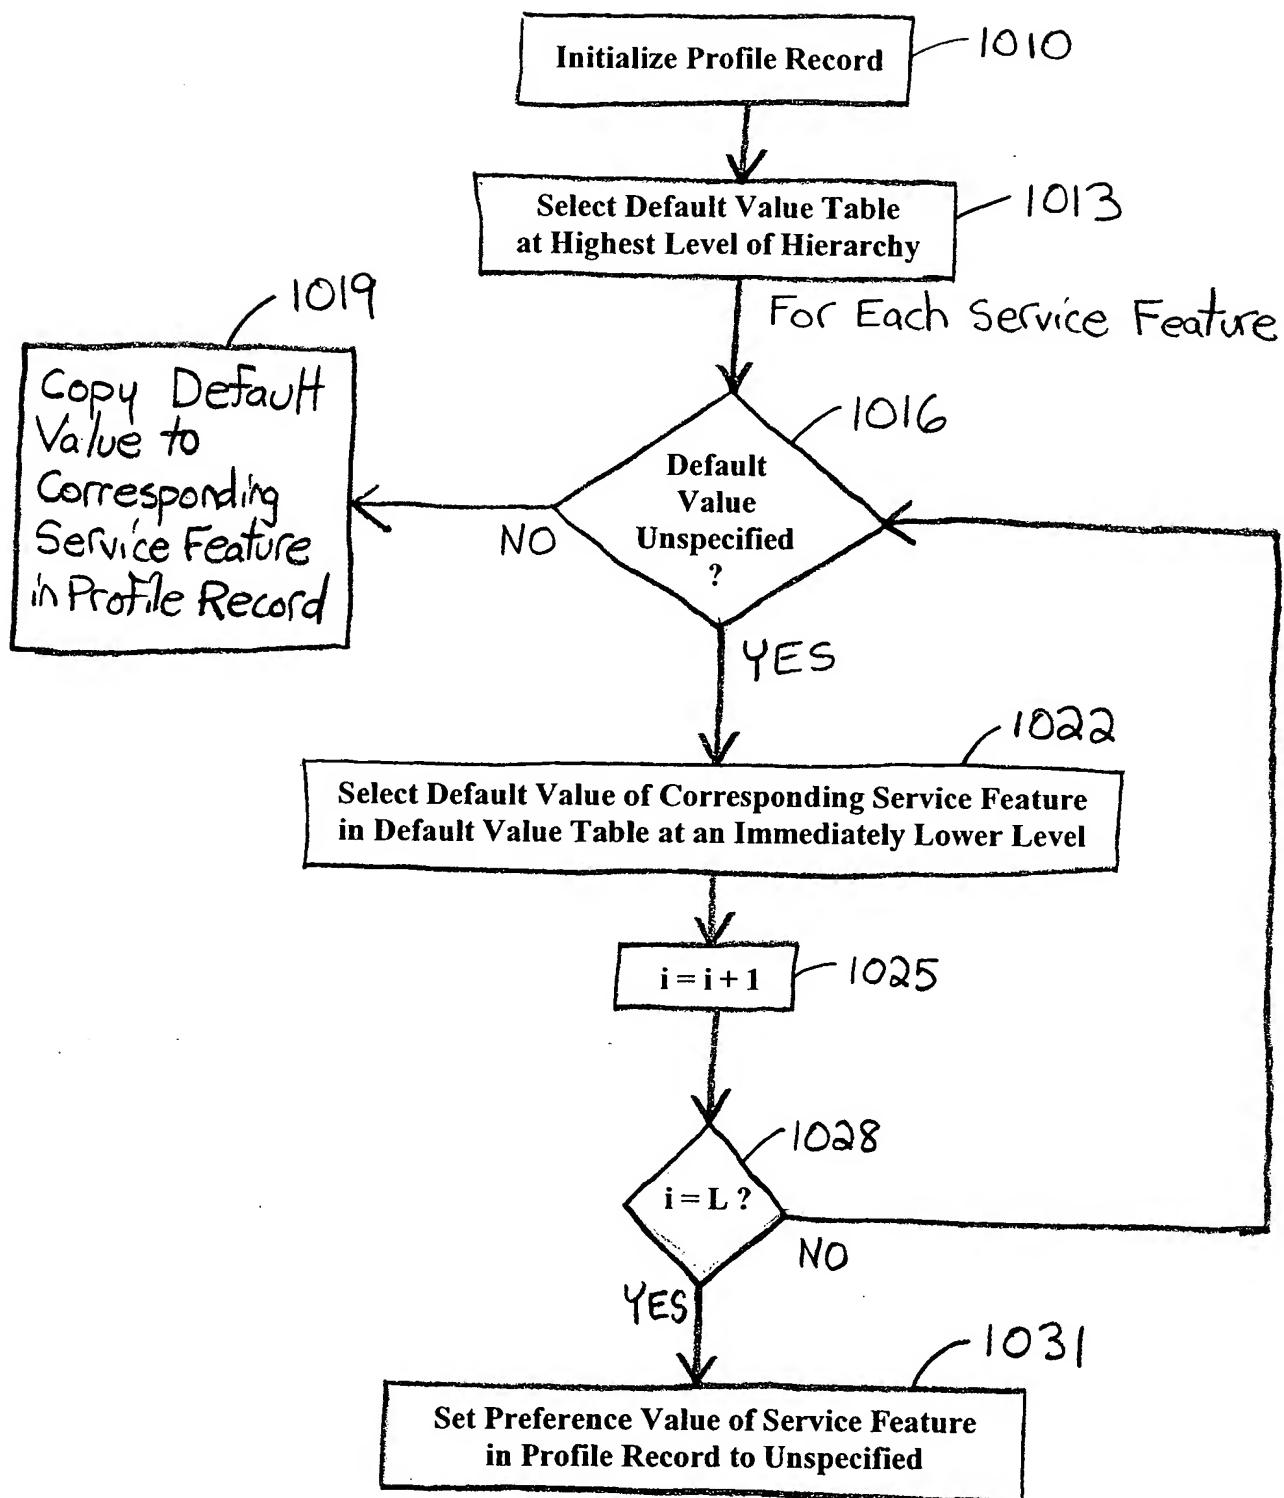 Initialize Profile Record
1010
Select Default Value Table
at Highest Level of Hierarchy
1013
For Each Service Feature
1019
Copy Default
Value to
Corresponding
Service Feature
in Profile Record
1016
Default
Value
Unspecified
?
NO
YES
1022
Select Default Value of Corresponding Service Feature
in Default Value Table at an Immediately Lower Level
i = i + 1
1025
1028
i = L ?
NO
YES
1031
Set Preference Value of Service Feature
in Profile Record to Unspecified